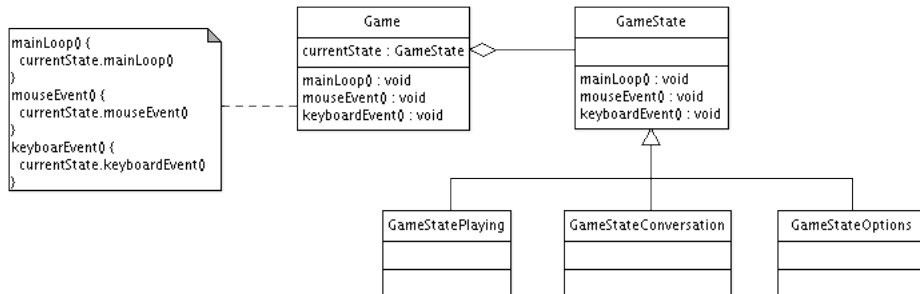 mainLoop() {
currentState.mainLoop()
}
mouseEvent() {
currentState.mouseEvent()
}
keyboarEvent() {
currentState.keyboardEvent()
}
Game
currentState : GameState
mainLoop() : void
mouseEvent() : void
keyboardEvent() : void
GameState
mainLoop() : void
mouseEvent() : void
keyboardEvent() : void
GameStatePlaying
GameStateConversation
GameStateOptions